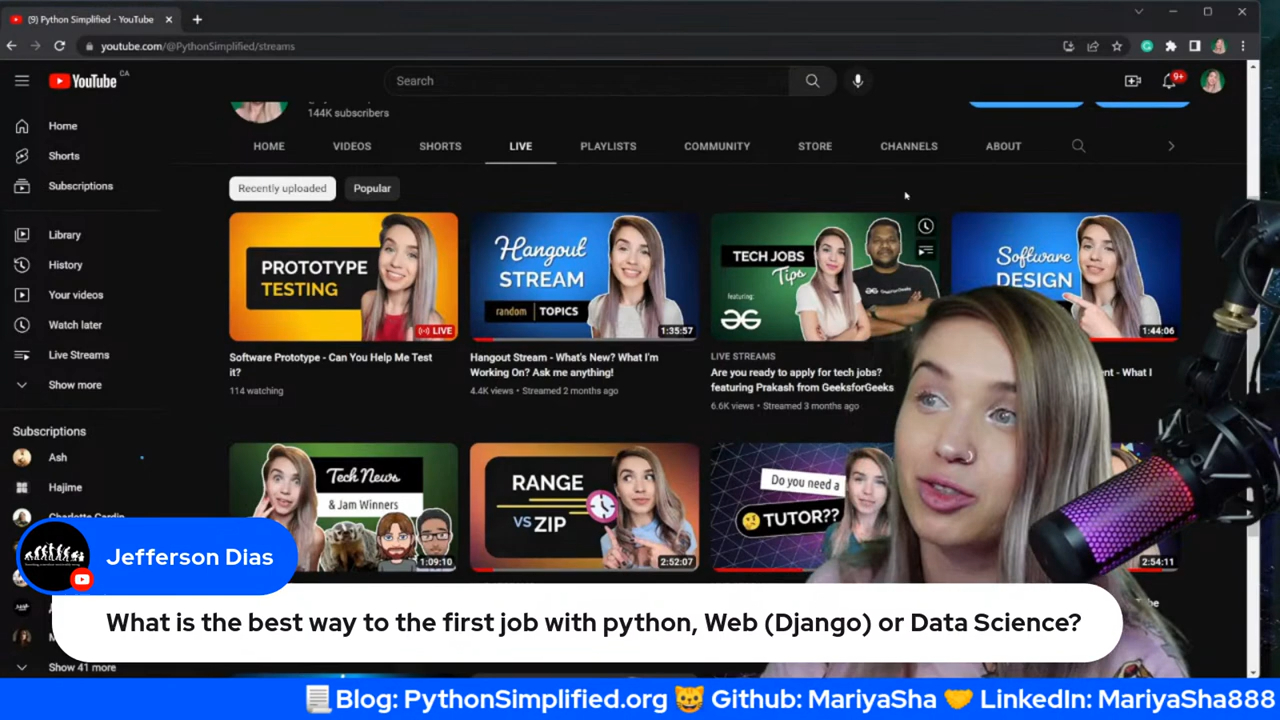 (9) Python Simplified - YouTube
youtube.com/@PythonSimplified/streams
YouTube CA
Search
9+
144K subscribers
HOME VIDEOS SHORTS LIVE PLAYLISTS COMMUNITY STORE CHANNELS ABOUT
Home
Shorts
Subscriptions
Library
History
Your videos
Watch later
Live Streams
Show more
Subscriptions
Ash
Hajime
Charlotte Cardin
Show 41 more
Recently uploaded Popular
PROTOTYPE
TESTING
LIVE
Software Prototype - Can You Help Me Test
it?
114 watching
Hangout
STREAM
random TOPICS
1:35:57
Hangout Stream - What's New? What I'm
Working On? Ask me anything!
4.4K views • Streamed 2 months ago
TECH JOBS
Tips
featuring:
LIVE STREAMS
Are you ready to apply for tech jobs?
featuring Prakash from GeeksforGeeks
6.6K views • Streamed 3 months ago
Software
DESIGN
1:44:06
ent - What I
Tech News
& Jam Winners
1:09:10
RANGE
VS ZIP
2:52:07
Do you need a
TUTOR??
2:54:11
Jefferson Dias
What is the best way to the first job with python, Web (Django) or Data Science?
📃 Blog: PythonSimplified.org 😺 Github: MariyaSha 🤝 LinkedIn: MariyaSha888